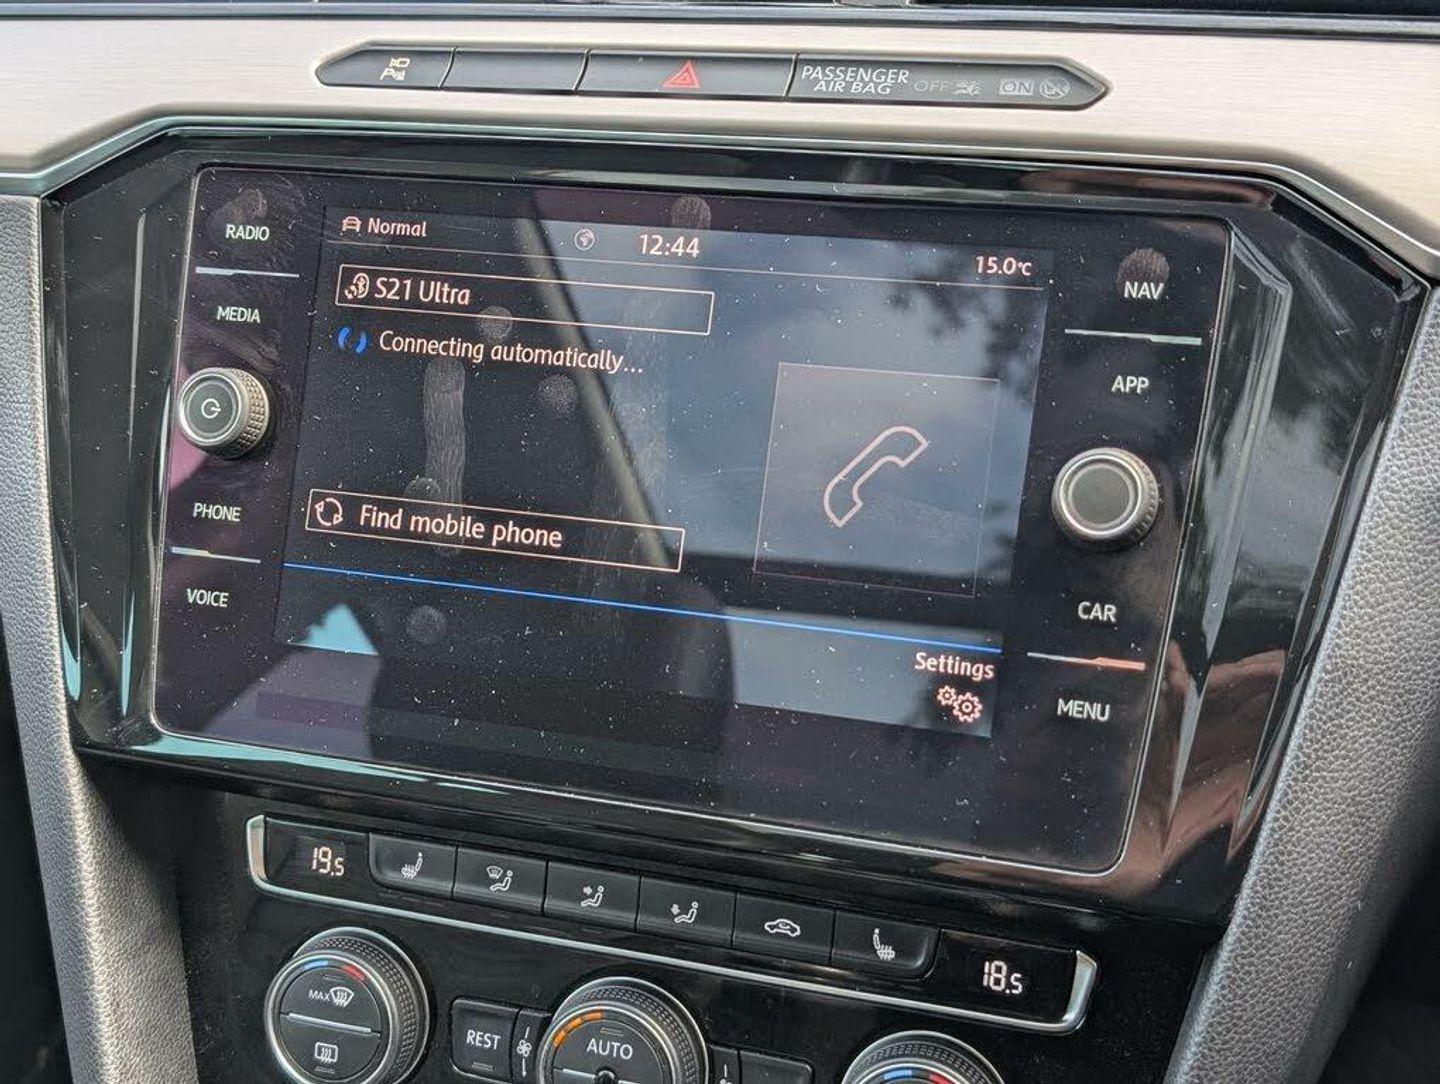 PASSENGER
AIR BAG OFF ON
RADIO
Normal 12:44 15.0°C
NAV
S21 Ultra
MEDIA
Connecting automatically...
APP
PHONE
Find mobile phone
VOICE
CAR
Settings
MENU
19.5
18.5
MAX
REST
AUTO